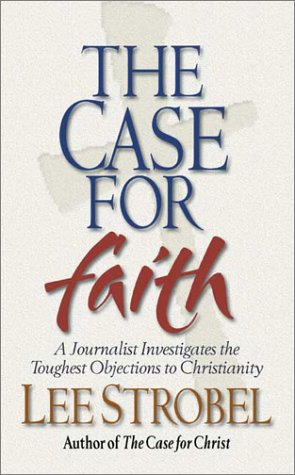 THE
CASE
FOR
faith
A Journalist Investigates the
Toughest Objections to Christianity
LEE STROBEL
Author of The Case for Christ